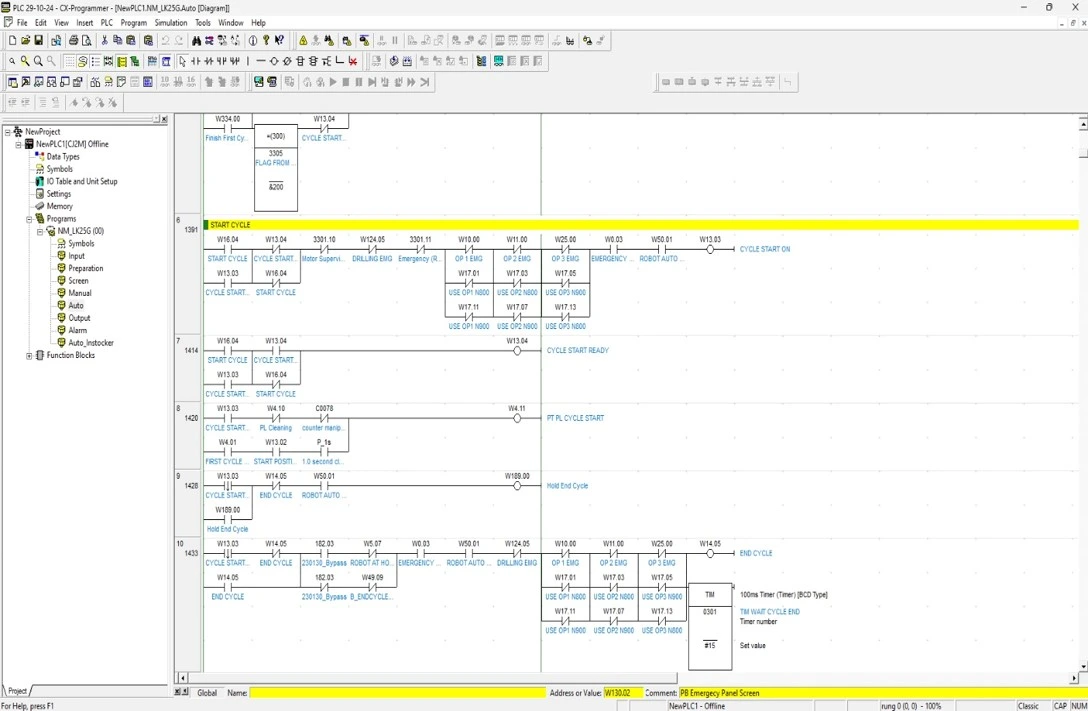 PLC 29-10-24 - CX-Programmer - [NewPLC1.NM_LK25G.Auto [Diagram]]
File Edit View Insert PLC Program Simulation Tools Window Help
NewProject
NewPLC1[CJ2M] Offline
Data Types
Symbols
IO Table and Unit Setup
Settings
Memory
Programs
NM_LK25G (00)
Symbols
Input
Preparation
Screen
Manual
Auto
Output
Alarm
Auto_Instocker
Function Blocks
Project
W334.00 W13.04
Finish First Cy... =(300) CYCLE START...
3305
FLAG FROM ...
&200
6
1391
START CYCLE
W16.04 W13.04 3301.10 W124.05 3301.11 W10.00 W11.00 W25.00 W0.03 W50.01 W13.03
START CYCLE CYCLE START... Motor Supervi... DRILLING EMG Emergency (R... OP 1 EMG OP 2 EMG OP 3 EMG EMERGENCY ... ROBOT AUTO ... CYCLE START ON
W13.03 W16.04 W17.01 W17.03 W17.05
CYCLE START... START CYCLE USE OP1 N800 USE OP2 N800 USE OP3 N900
W17.11 W17.07 W17.13
USE OP1 N900 USE OP2 N900 USE OP3 N800
7
1414
W16.04 W13.04 W13.04
START CYCLE CYCLE START... CYCLE START READY
W13.03 W16.04
CYCLE START... START CYCLE
8
1420
W13.03 W4.10 C0078 W4.11
CYCLE START... PL Cleaning counter manip... PT PL CYCLE START
W4.01 W13.02 P_1s
FIRST CYCLE ... START POSITI... 1.0 second cl...
9
1428
W13.03 W14.05 W50.01 W189.00
CYCLE START... END CYCLE ROBOT AUTO ... Hold End Cycle
W189.00
Hold End Cycle
10
1433
W13.03 W14.05 182.03 W5.07 W0.03 W50.01 W124.05 W10.00 W11.00 W25.00 W14.05
CYCLE START... END CYCLE 230130_Bypass ROBOT AT HO... EMERGENCY ... ROBOT AUTO ... DRILLING EMG OP 1 EMG OP 2 EMG OP 3 EMG END CYCLE
W14.05 182.03 W49.09 W17.01 W17.03 W17.05
END CYCLE 230130_Bypass B_ENDCYCLE... USE OP1 N800 USE OP2 N800 USE OP3 N900
TIM 100ms Timer (Timer) [BCD Type]
W17.11 W17.07 W17.13 0301 TIM WAIT CYCLE END
Timer number
USE OP1 N900 USE OP2 N900 USE OP3 N800
#15 Set value
Global Name: Address or Value: W130.02 Comment: PB Emergecy Panel Screen
For Help, press F1 NewPLC1 - Offline rung 0 (0, 0) - 100% Classic CAP NUM